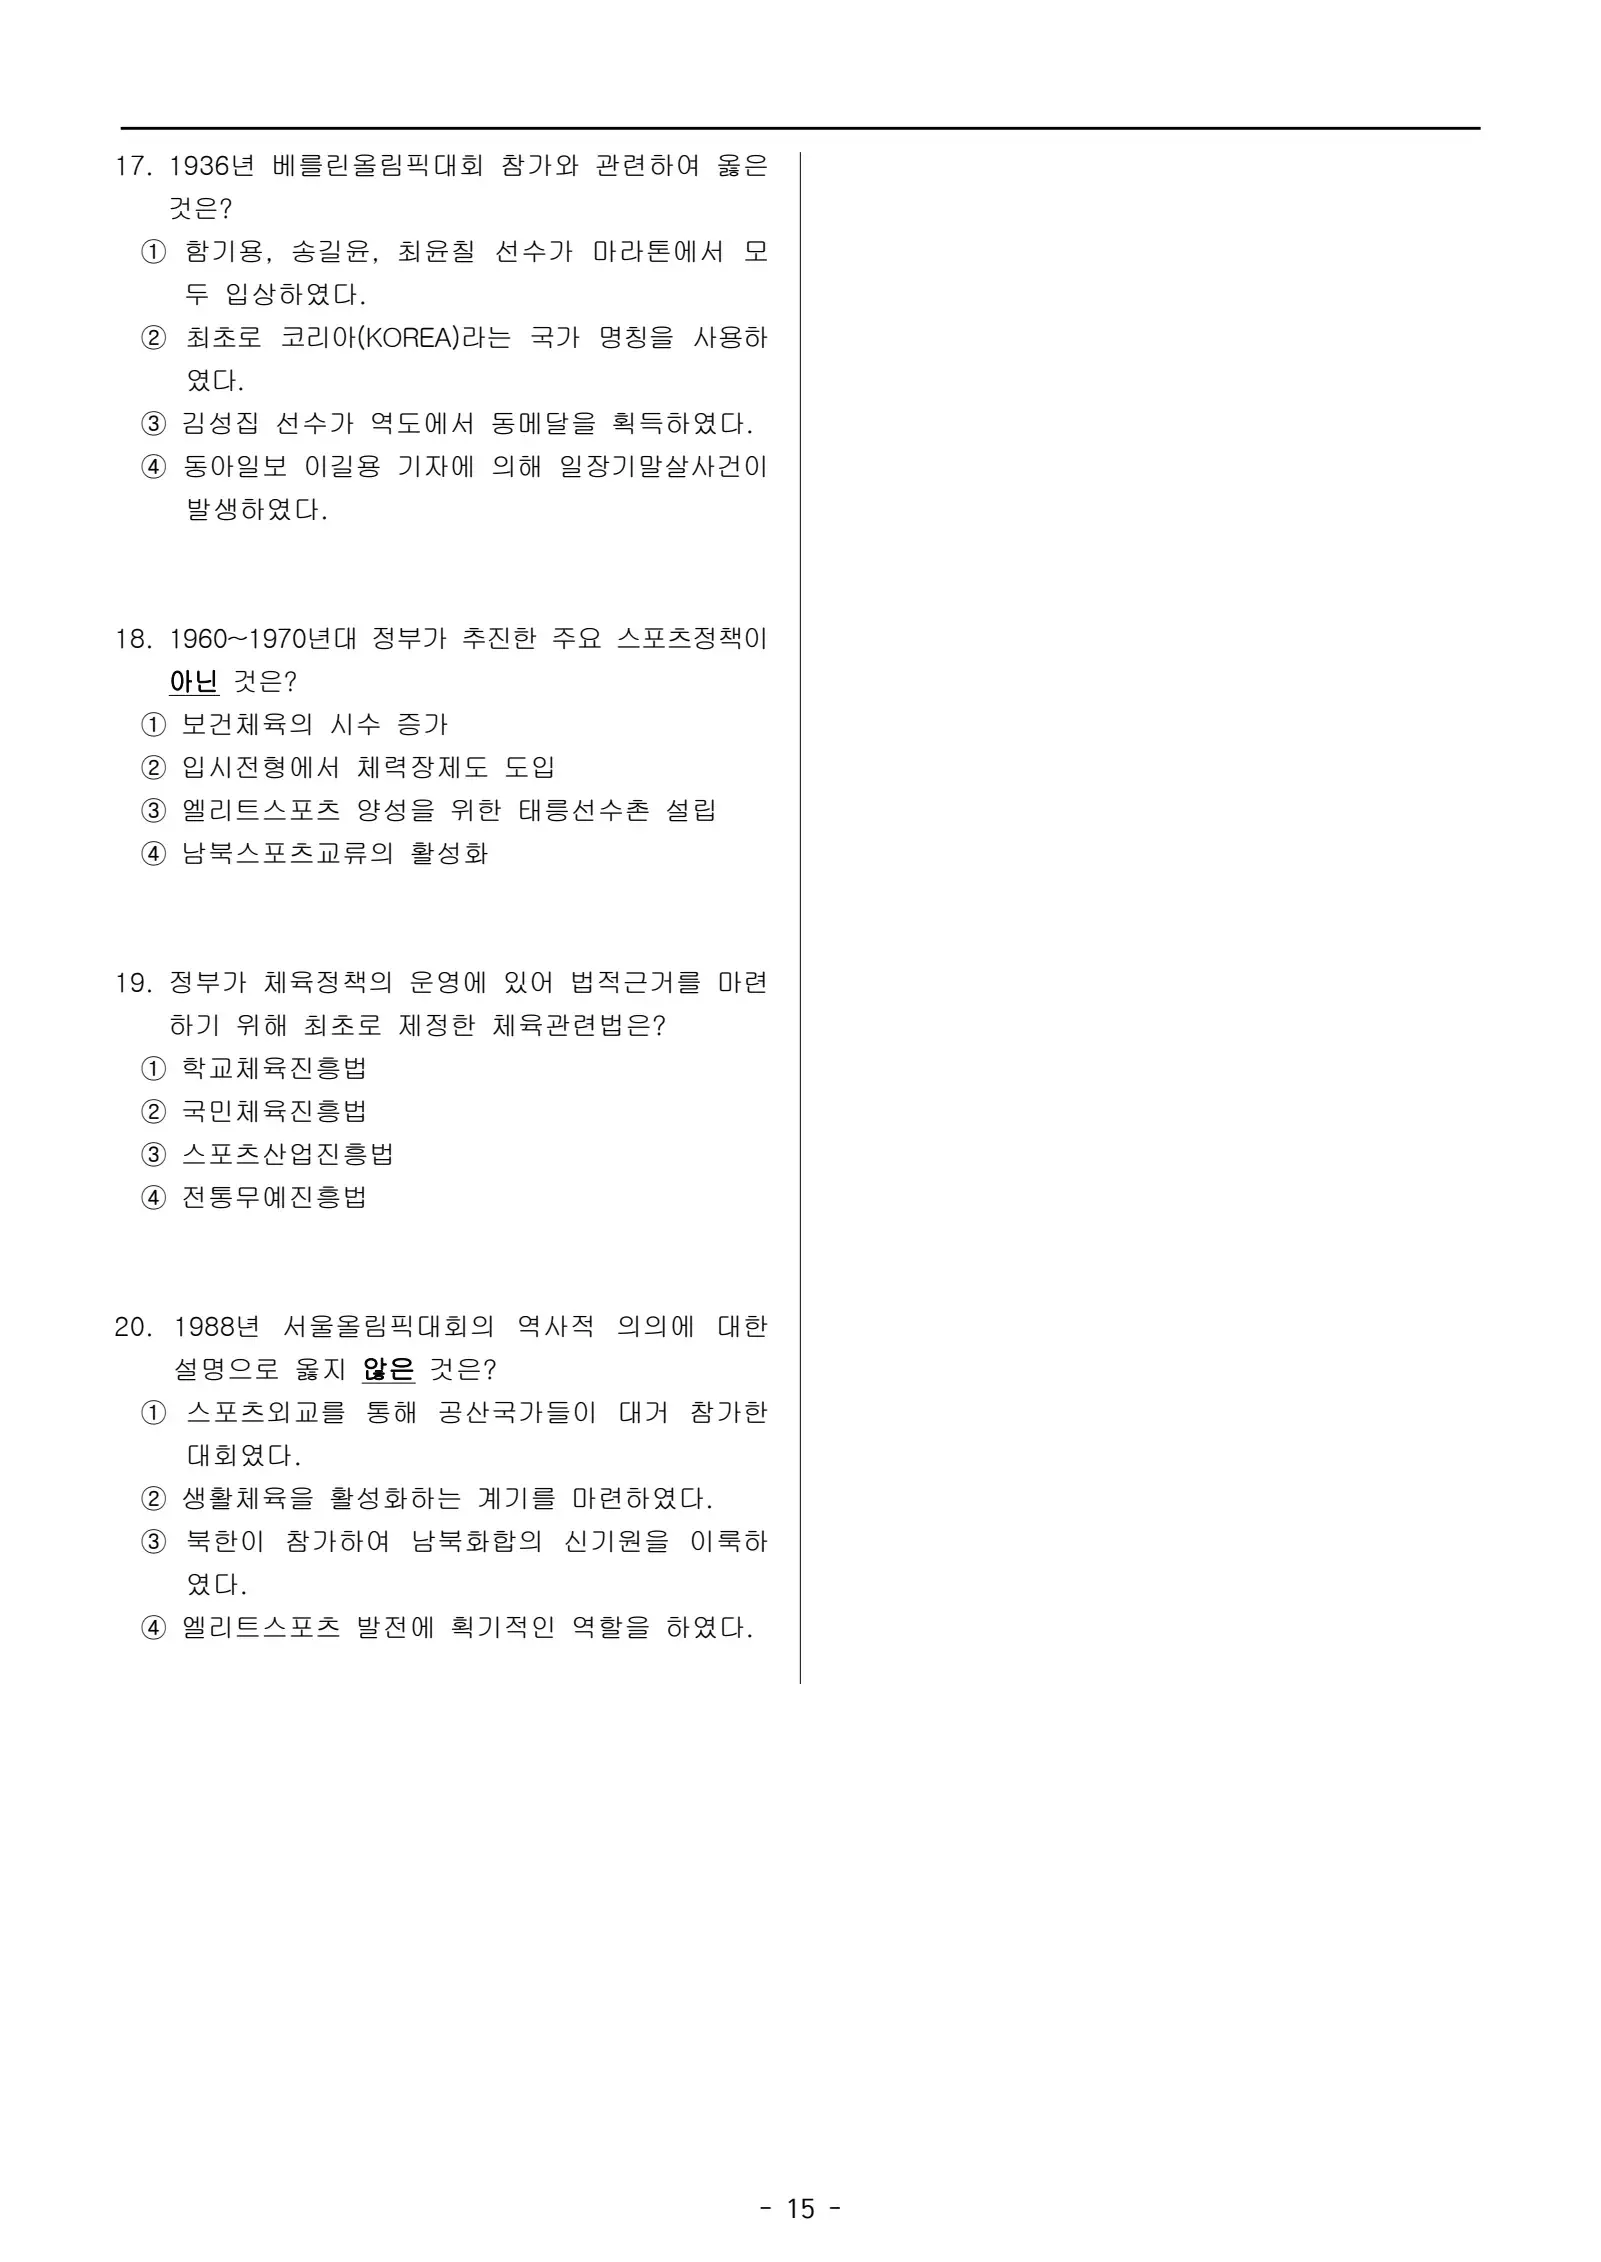 17. 1936년 베를린올림픽대회 참가와 관련하여 옳은
것은?
① 함기용, 송길윤, 최윤칠 선수가 마라톤에서 모
두 입상하였다.
② 최초로 코리아(KOREA)라는 국가 명칭을 사용하
였다.
③ 김성집 선수가 역도에서 동메달을 획득하였다.
④ 동아일보 이길용 기자에 의해 일장기말살사건이
발생하였다.
18. 1960~1970년대 정부가 추진한 주요 스포츠정책이
아닌 것은?
① 보건체육의 시수 증가
② 입시전형에서 체력장제도 도입
③ 엘리트스포츠 양성을 위한 태릉선수촌 설립
④ 남북스포츠교류의 활성화
19. 정부가 체육정책의 운영에 있어 법적근거를 마련
하기 위해 최초로 제정한 체육관련법은?
① 학교체육진흥법
② 국민체육진흥법
③ 스포츠산업진흥법
④ 전통무예진흥법
20. 1988년 서울올림픽대회의 역사적 의의에 대한
설명으로 옳지 않은 것은?
① 스포츠외교를 통해 공산국가들이 대거 참가한
대회였다.
② 생활체육을 활성화하는 계기를 마련하였다.
③ 북한이 참가하여 남북화합의 신기원을 이룩하
였다.
④ 엘리트스포츠 발전에 획기적인 역할을 하였다.
- 15 -